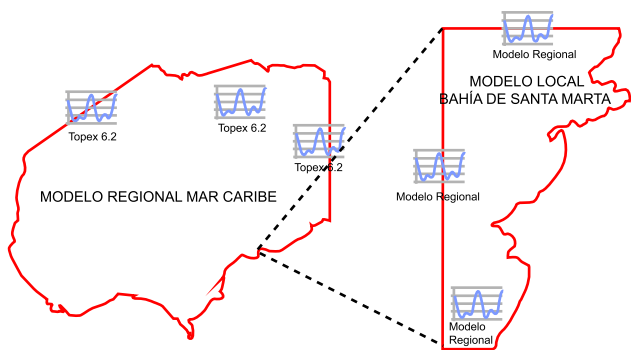 Topex 6.2
Topex 6.2
Topex 6.2
MODELO REGIONAL MAR CARIBE
Modelo Regional
MODELO LOCAL
BAHÍA DE SANTA MARTA
Modelo Regional
Modelo
Regional